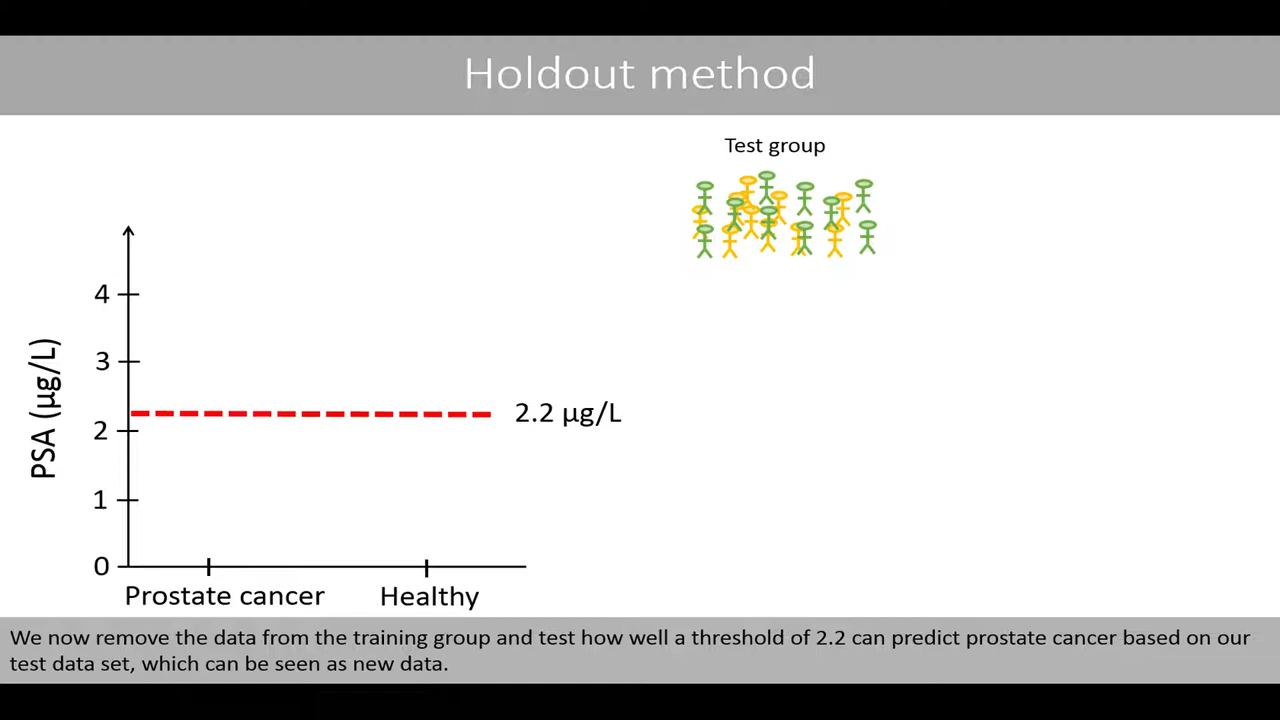 Holdout method
Test group
PSA (µg/L)
4
3
2
1
0
2.2 µg/L
Prostate cancer
Healthy
We now remove the data from the training group and test how well a threshold of 2.2 can predict prostate cancer based on our
test data set, which can be seen as new data.